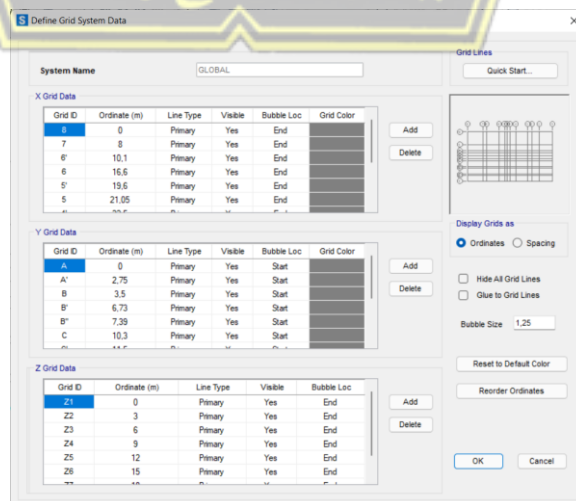 Define Grid System Data
System Name GLOBAL
Grid Lines
Quick Start...
X Grid Data
Grid ID Ordinate (m) Line Type Visible Bubble Loc Grid Color
8 0 Primary Yes End
7 8 Primary Yes End
6' 10,1 Primary Yes End
6 16,6 Primary Yes End
5' 19,6 Primary Yes End
5 21,05 Primary Yes End
Add
Delete
Y Grid Data
Grid ID Ordinate (m) Line Type Visible Bubble Loc Grid Color
A 0 Primary Yes Start
A' 2,75 Primary Yes Start
B 3,5 Primary Yes Start
B' 6,73 Primary Yes Start
B" 7,39 Primary Yes Start
C 10,3 Primary Yes Start
Add
Delete
Display Grids as
Ordinates Spacing
Hide All Grid Lines
Glue to Grid Lines
Bubble Size 1,25
Z Grid Data
Grid ID Ordinate (m) Line Type Visible Bubble Loc
Z1 0 Primary Yes End
Z2 3 Primary Yes End
Z3 6 Primary Yes End
Z4 9 Primary Yes End
Z5 12 Primary Yes End
Z6 15 Primary Yes End
Add
Delete
Reset to Default Color
Reorder Ordinates
OK Cancel